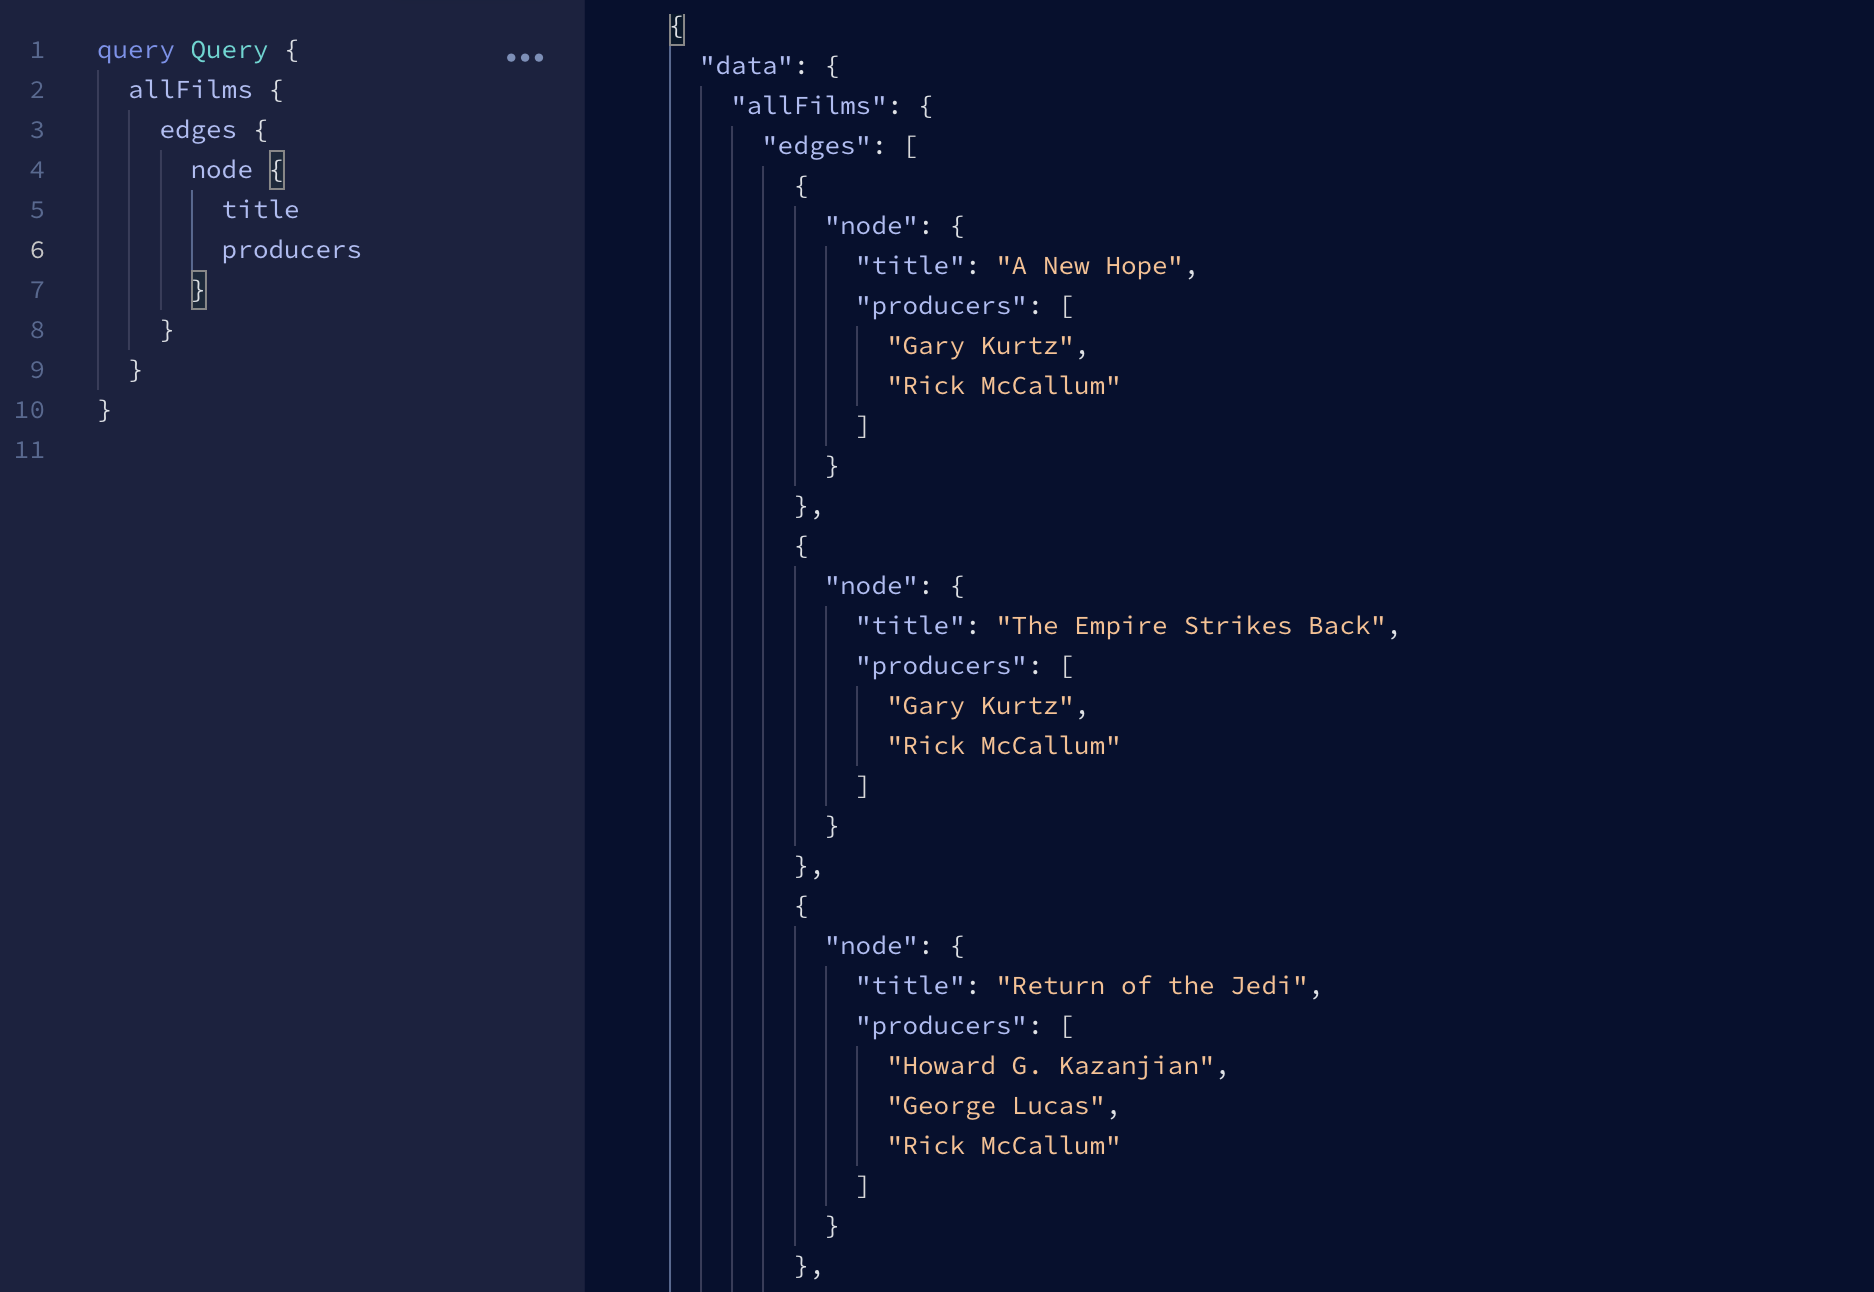 1 query Query {
2 allFilms {
3 edges {
4 node {
5 title
6 producers
7 }
8 }
9 }
10 }
11
{
"data": {
"allFilms": {
"edges": [
{
"node": {
"title": "A New Hope",
"producers": [
"Gary Kurtz",
"Rick McCallum"
]
}
},
{
"node": {
"title": "The Empire Strikes Back",
"producers": [
"Gary Kurtz",
"Rick McCallum"
]
}
},
{
"node": {
"title": "Return of the Jedi",
"producers": [
"Howard G. Kazanjian",
"George Lucas",
"Rick McCallum"
]
}
},